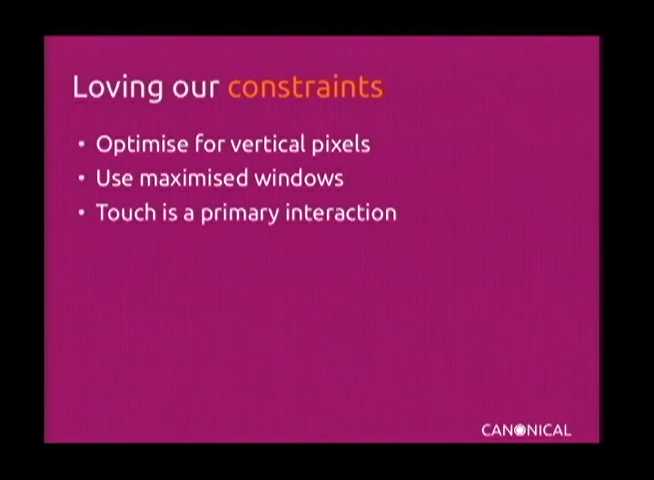 Loving our constraints
• Optimise for vertical pixels
• Use maximised windows
• Touch is a primary interaction
CANONICAL